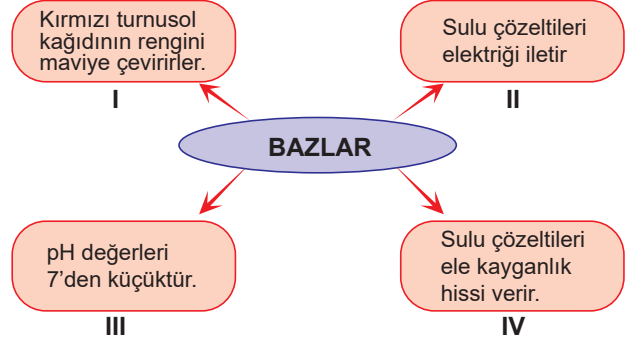 Kırmızı turnusol
kağıdının rengini
maviye çevirirler.
I
Sulu çözeltileri
elektriği iletir
II
BAZLAR
pH değerleri
7’den küçüktür.
III
Sulu çözeltileri
ele kayganlık
hissi verir.
IV